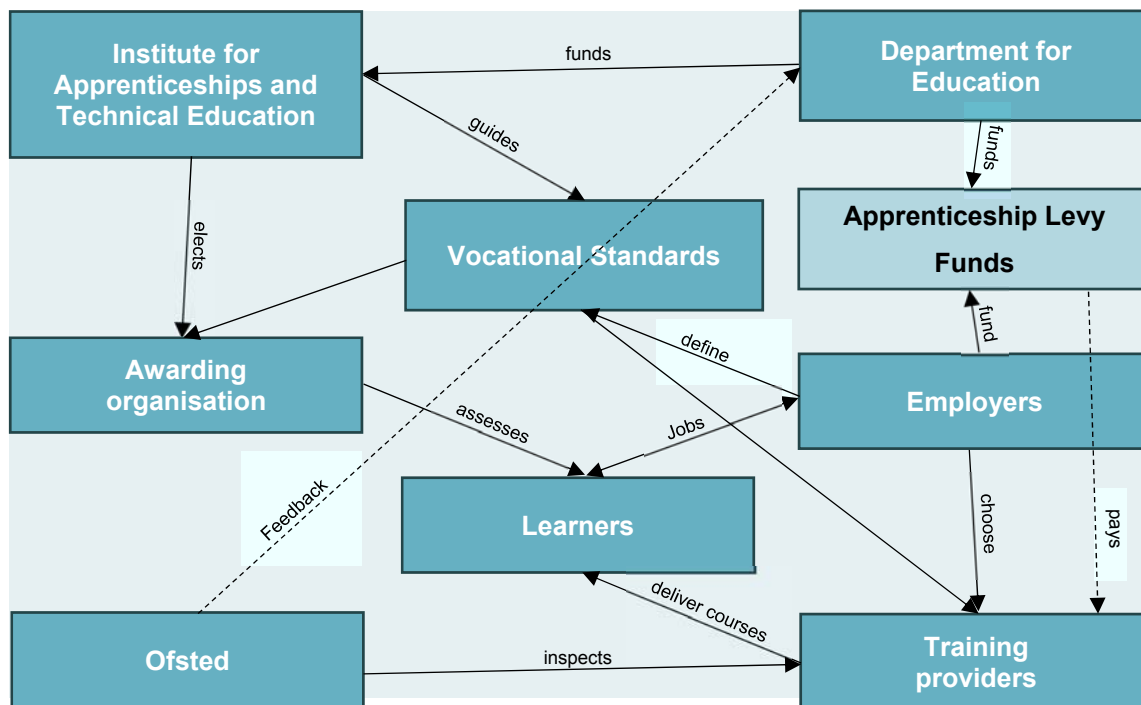 Institute for
Apprenticeships and
Technical Education
funds
Department for
Education
guides
funds
elects
Vocational Standards
Apprenticeship Levy
Funds
fund
define
Awarding
organisation
Employers
assesses
Jobs
Feedback
Learners
choose
pays
deliver courses
Ofsted
inspects
Training
providers